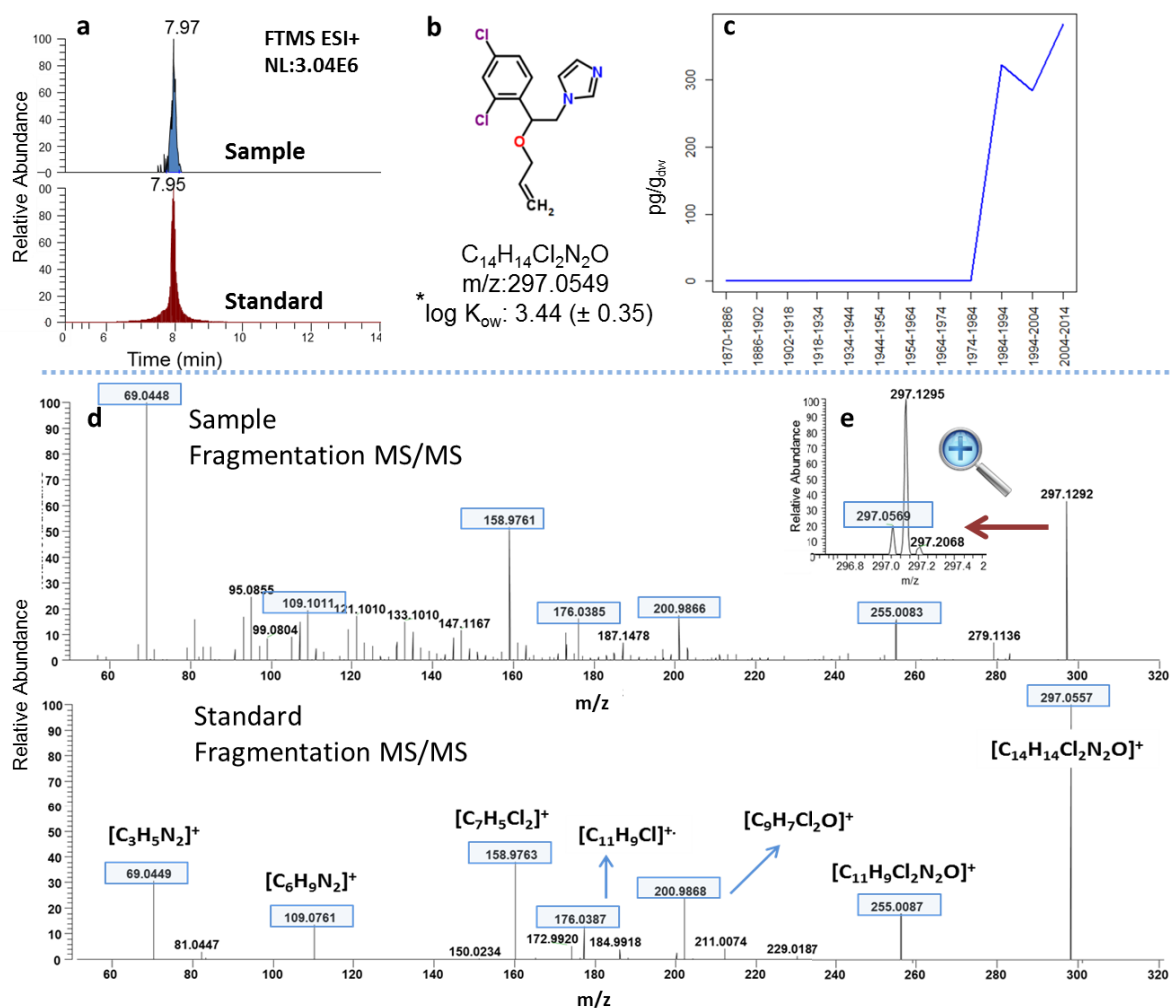 a
7.97
FTMS ESI+
NL:3.04E6
100
80
60
40
20
0
Relative Abundance
Sample
7.95
00
80
60
40
20
0
Standard
0 6 8 10 12 14
Time (min)
b
Cl
Cl
N
N
O
CH2
C14H14Cl2N2O
m/z:297.0549
*log Kow: 3.44 (± 0.35)
c
pg/gdw
300
200
100
0
1870-1886
1886-1902
1902-1918
1918-1934
1934-1944
1944-1954
1954-1964
1964-1974
1974-1984
1984-1994
1994-2004
2004-2014
d
Sample
Fragmentation MS/MS
100
90
80
70
60
50
40
30
20
10
0
69.0448
95.0855
99.0804
109.1011
121.1010
133.1010
147.1167
158.9761
176.0385
187.1478
200.9866
255.0083
279.1136
297.1292
60 80 100 120 140 160 180 200 220 240 260 280 300 320
m/z
e
Relative Abundance
100
90
80
70
60
50
40
30
20
10
0
297.1295
297.0569
297.2068
296.8 297.0 297.2 297.4 2
m/z
Relative Abundance
Standard
Fragmentation MS/MS
100
90
80
70
60
50
40
30
20
10
0
[C3H5N2]+
69.0449
81.0447
[C6H9N2]+
109.0761
150.0234
[C7H5Cl2]+
158.9763
172.9920
[C11H9Cl]+·
176.0387
184.9918
[C9H7Cl2O]+
200.9868
211.0074
229.0187
[C11H9Cl2N2O]+
255.0087
297.0557
[C14H14Cl2N2O]+
60 80 100 120 140 160 180 200 220 240 260 280 300 320
m/z